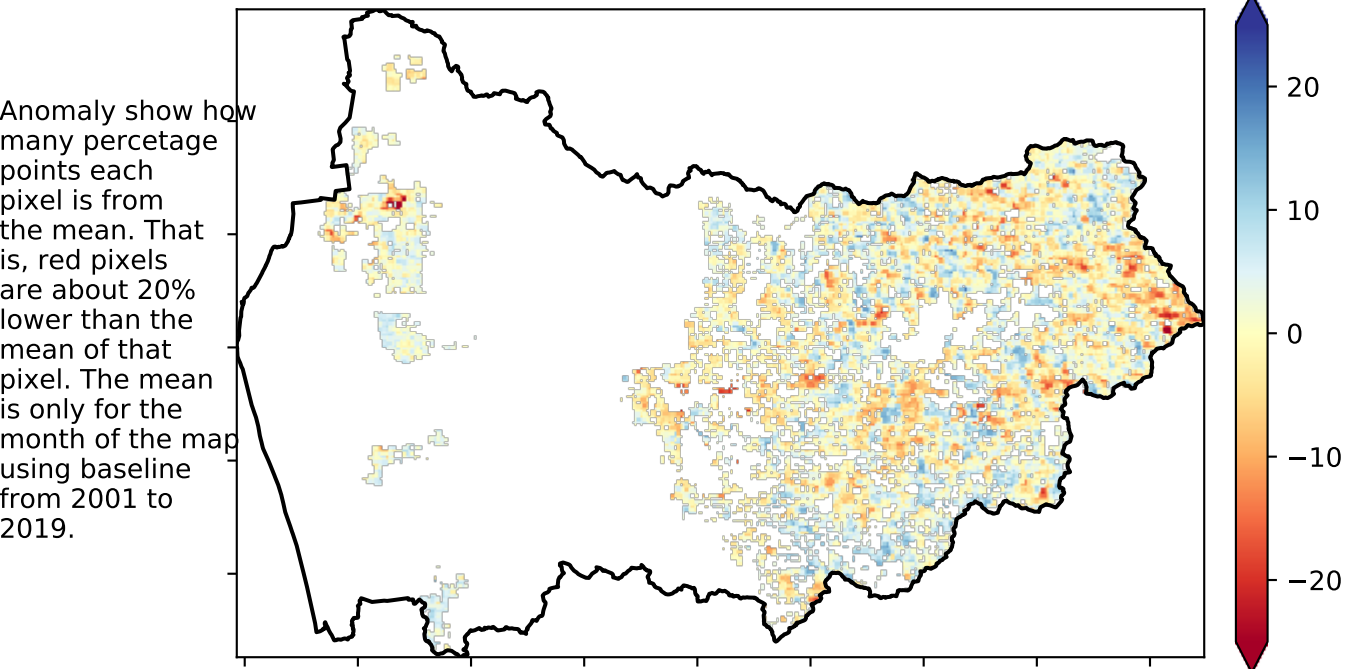 Anomaly show how
many percetage
points each
pixel is from
the mean. That
is, red pixels
are about 20%
lower than the
mean of that
pixel. The mean
is only for the
month of the map
using baseline
from 2001 to
2019.
20
10
0
−10
−20